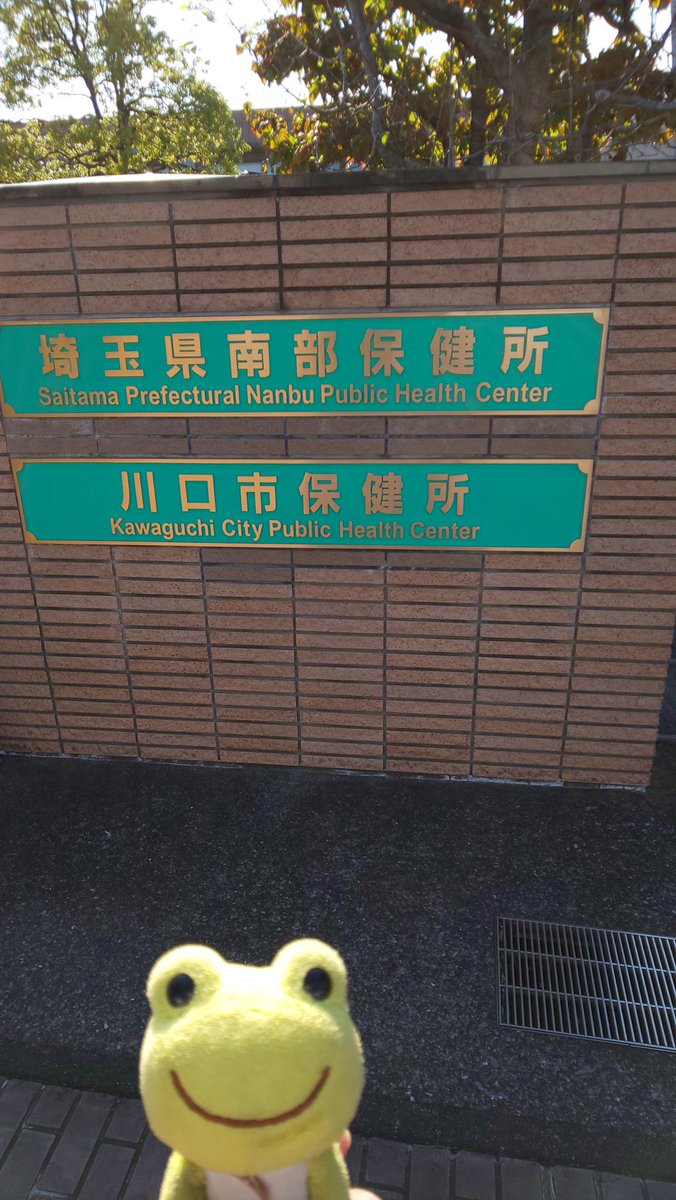 埼玉県南部保健所
Saitama Prefectural Nanbu Public Health Center
川口市保健所
Kawaguchi City Public Health Center